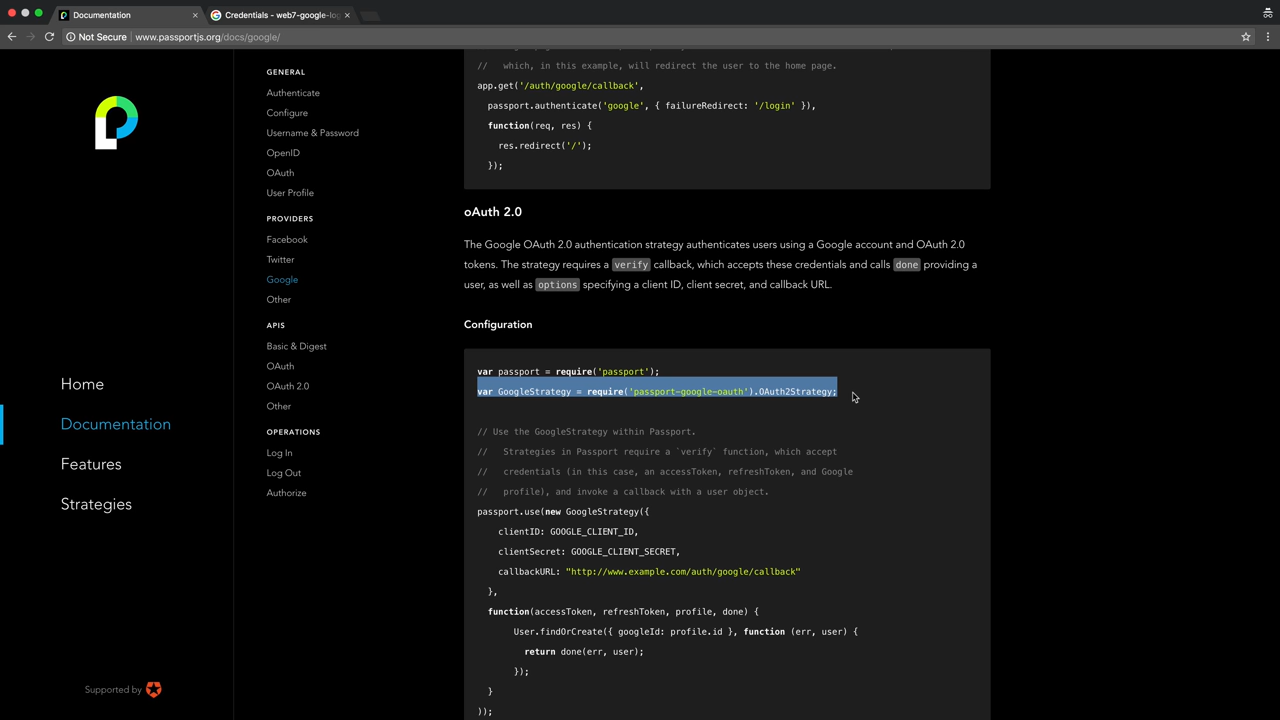 Documentation
Credentials - web7-google-log
Not Secure
www.passportjs.org/docs/google/
Home
Documentation
Features
Strategies
Supported by
GENERAL
Authenticate
Configure
Username & Password
OpenID
OAuth
User Profile
PROVIDERS
Facebook
Twitter
Google
Other
APIS
Basic & Digest
OAuth
OAuth 2.0
Other
OPERATIONS
Log In
Log Out
Authorize
//   which, in this example, will redirect the user to the home page.
app.get('/auth/google/callback',
passport.authenticate('google', { failureRedirect: '/login' }),
function(req, res) {
res.redirect('/');
});
oAuth 2.0
The Google OAuth 2.0 authentication strategy authenticates users using a Google account and OAuth 2.0
tokens. The strategy requires a verify callback, which accepts these credentials and calls done providing a
user, as well as options specifying a client ID, client secret, and callback URL.
Configuration
var passport = require('passport');
var GoogleStrategy = require('passport-google-oauth').OAuth2Strategy;
// Use the GoogleStrategy within Passport.
//   Strategies in Passport require a `verify` function, which accept
//   credentials (in this case, an accessToken, refreshToken, and Google
//   profile), and invoke a callback with a user object.
passport.use(new GoogleStrategy({
clientID: GOOGLE_CLIENT_ID,
clientSecret: GOOGLE_CLIENT_SECRET,
callbackURL: "http://www.example.com/auth/google/callback"
},
function(accessToken, refreshToken, profile, done) {
User.findOrCreate({ googleId: profile.id }, function (err, user) {
return done(err, user);
});
}
));